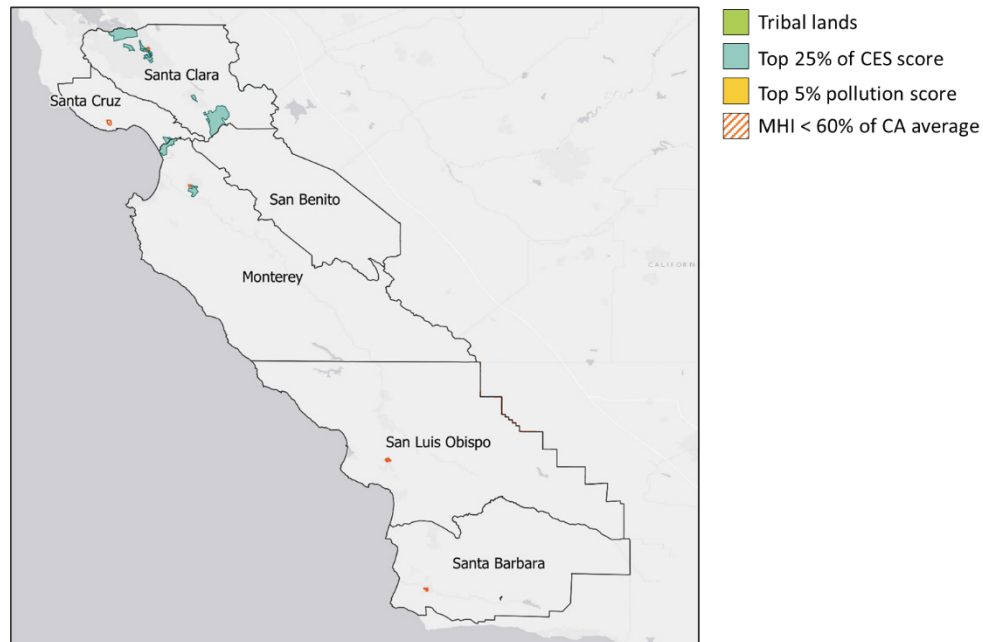 Tribal lands
Top 25% of CES score
Top 5% pollution score
MHI < 60% of CA average
Santa Clara
Santa Cruz
San Benito
CALIFORN
Monterey
San Luis Obispo
Santa Barbara